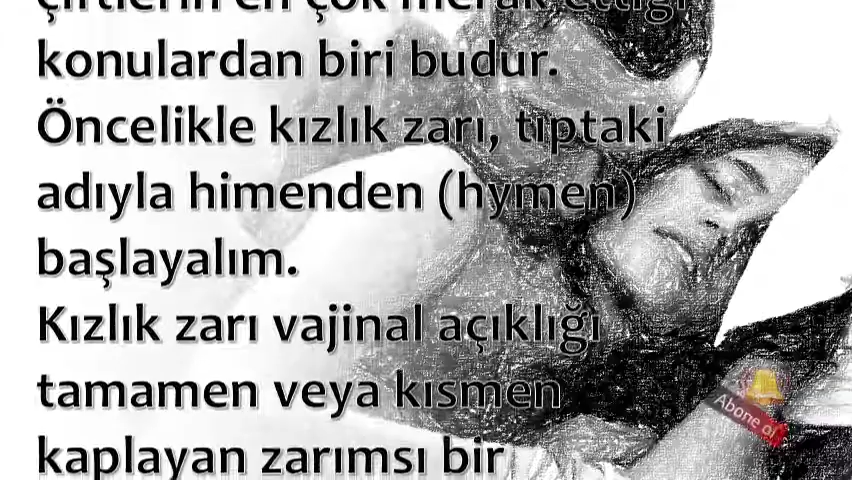 çiftlerin en çok merak ettiği
konulardan biri budur.
Öncelikle kızlık zarı, tıptaki
adıyla himenden (hymen)
başlayalım.
Kızlık zarı vajinal açıklığı
tamamen veya kısmen
kaplayan zarımsı bir
Abone ol